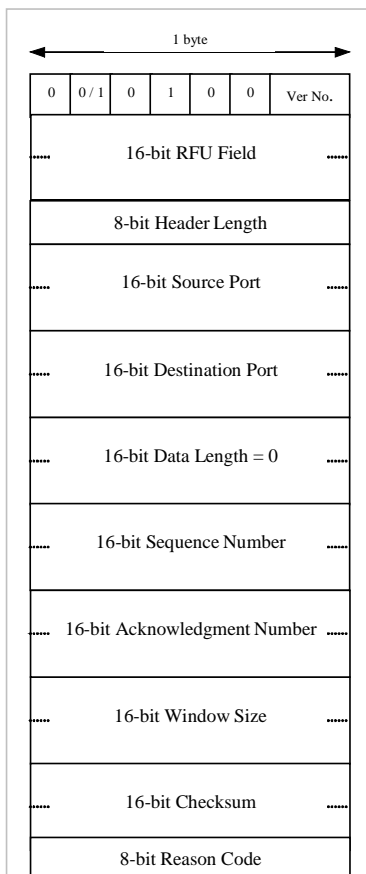 1 byte
0 0 / 1 0 1 0 0 Ver No.
16-bit RFU Field
8-bit Header Length
16-bit Source Port
16-bit Destination Port
16-bit Data Length = 0
16-bit Sequence Number
16-bit Acknowledgment Number
16-bit Window Size
16-bit Checksum
8-bit Reason Code